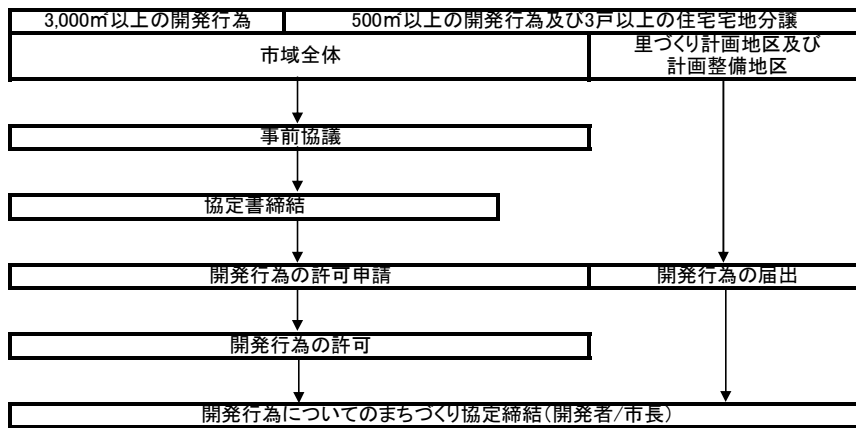 3,000㎡以上の開発行為
500㎡以上の開発行為及び3戸以上の住宅宅地分譲
市域全体
里づくり計画地区及び
計画整備地区
事前協議
協定書締結
開発行為の許可申請
開発行為の届出
開発行為の許可
開発行為についてのまちづくり協定締結(開発者/市長)